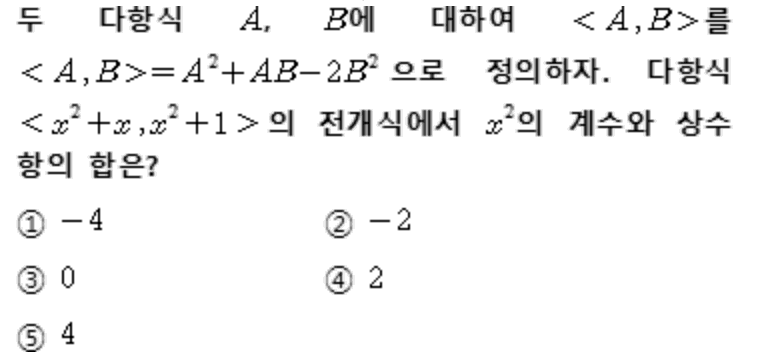 두 다항식 A, B에 대하여 < A, B>를
< A, B>= A²+AB−2B² 으로 정의하자. 다항식
< x²+x, x²+1 >의 전개식에서 x²의 계수와 상수
항의 합은?
① −4 ② −2
③ 0 ④ 2
⑤ 4